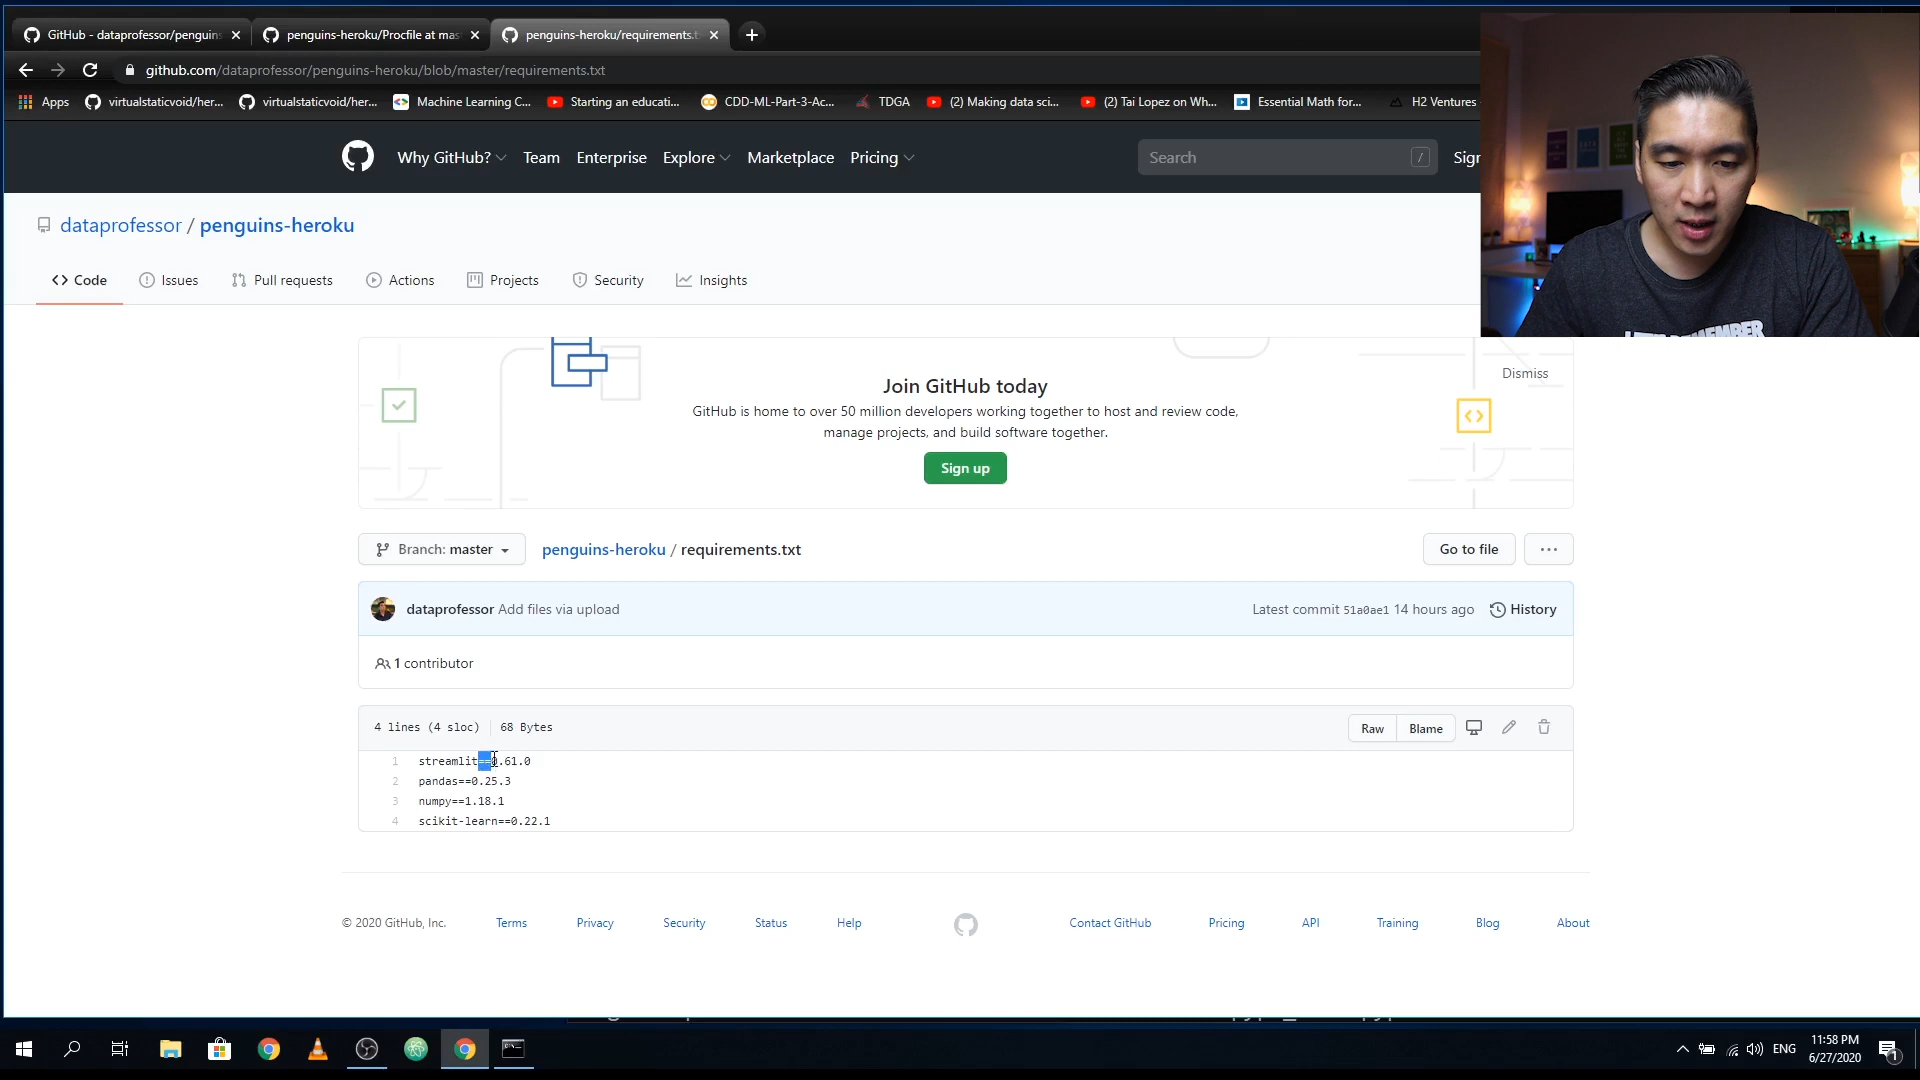 GitHub - dataprofessor/penguins
penguins-heroku/Procfile at mas
penguins-heroku/requirements.t
github.com/dataprofessor/penguins-heroku/blob/master/requirements.txt
Apps
virtualstaticvoid/her...
virtualstaticvoid/her...
Machine Learning C...
Starting an educati...
CDD-ML-Part-3-Ac...
TDGA
(2) Making data sci...
(2) Tai Lopez on Wh...
Essential Math for...
H2 Ventures
Why GitHub?
Team
Enterprise
Explore
Marketplace
Pricing
Search
/
Sign
dataprofessor / penguins-heroku
Code
Issues
Pull requests
Actions
Projects
Security
Insights
Dismiss
Join GitHub today
GitHub is home to over 50 million developers working together to host and review code,
manage projects, and build software together.
Sign up
Branch: master
penguins-heroku / requirements.txt
Go to file
dataprofessor Add files via upload
Latest commit 51a0ae1 14 hours ago
History
1 contributor
4 lines (4 sloc)
68 Bytes
Raw
Blame
1 streamlit==0.61.0
2 pandas==0.25.3
3 numpy==1.18.1
4 scikit-learn==0.22.1
© 2020 GitHub, Inc.
Terms
Privacy
Security
Status
Help
Contact GitHub
Pricing
API
Training
Blog
About
ENG
11:58 PM
6/27/2020
1